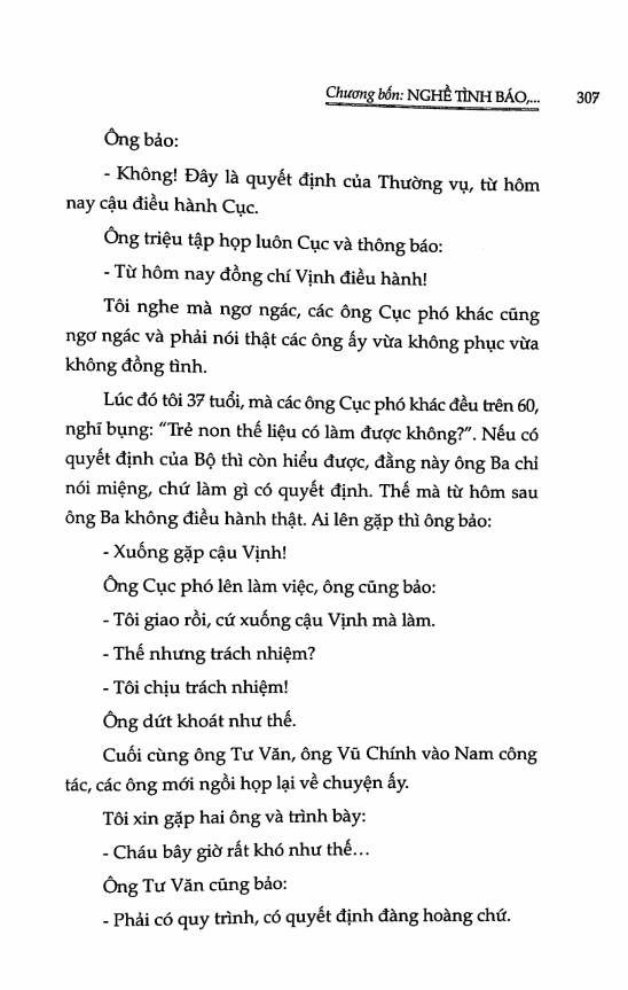 Chương bốn: NGHỀ TÌNH BÁO,... 307
Ông bảo:
- Không! Đây là quyết định của Thường vụ, từ hôm
nay cậu điều hành Cục.
Ông triệu tập họp luôn Cục và thông báo:
- Từ hôm nay đồng chí Vịnh điều hành!
Tôi nghe mà ngơ ngác, các ông Cục phó khác cũng
ngơ ngác và phải nói thật các ông ấy vừa không phục vừa
không đồng tình.
Lúc đó tôi 37 tuổi, mà các ông Cục phó khác đều trên 60,
nghĩ bụng: “Trẻ non thế liệu có làm được không?”. Nếu có
quyết định của Bộ thì còn hiểu được, đằng này ông Ba chỉ
nói miệng, chứ làm gì có quyết định. Thế mà từ hôm sau
ông Ba không điều hành thật. Ai lên gặp thì ông bảo:
- Xuống gặp cậu Vịnh!
Ông Cục phó lên làm việc, ông cũng bảo:
- Tôi giao rồi, cứ xuống cậu Vịnh mà làm.
- Thế nhưng trách nhiệm?
- Tôi chịu trách nhiệm!
Ông dứt khoát như thế.
Cuối cùng ông Tư Văn, ông Vũ Chính vào Nam công
tác, các ông mới ngồi họp lại về chuyện ấy.
Tôi xin gặp hai ông và trình bày:
- Cháu bây giờ rất khó như thế...
Ông Tư Văn cũng bảo:
- Phải có quy trình, có quyết định đàng hoàng chứ.